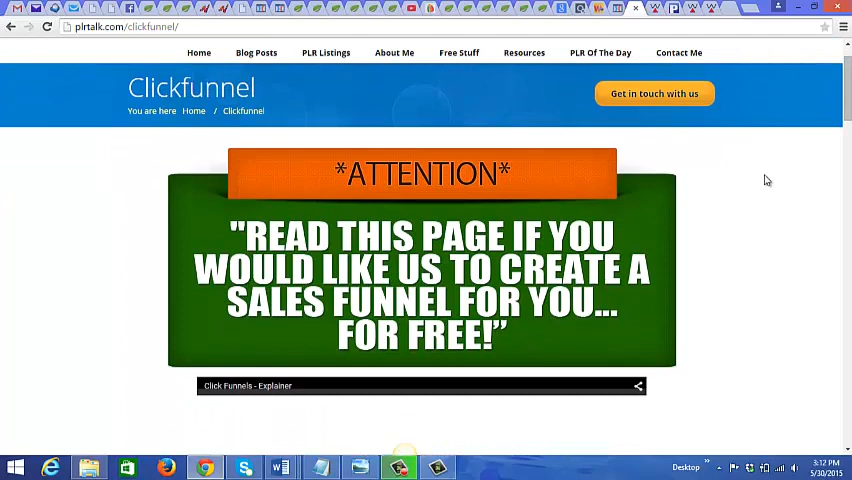 plrtalk.com/clickfunnel/
Home Blog Posts PLR Listings About Me Free Stuff Resources PLR Of The Day Contact Me
Clickfunnel
Get in touch with us
You are here Home / Clickfunnel
*ATTENTION*
"READ THIS PAGE IF YOU
WOULD LIKE US TO CREATE A
SALES FUNNEL FOR YOU...
FOR FREE!”
Click Funnels - Explainer
Desktop
3:12 PM
5/30/2015